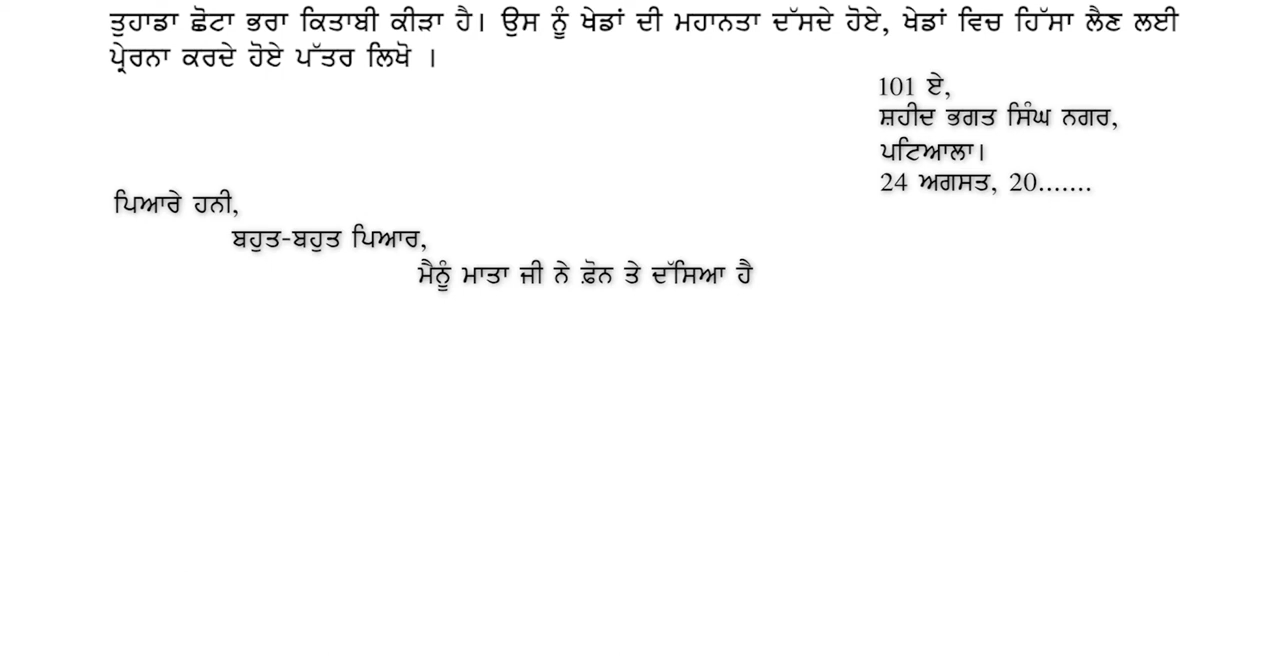 ਤੁਹਾਡਾ ਛੋਟਾ ਭਰਾ ਕਿਤਾਬੀ ਕੀੜਾ ਹੈ। ਉਸ ਨੂੰ ਖੇਡਾਂ ਦੀ ਮਹਾਨਤਾ ਦੱਸਦੇ ਹੋਏ, ਖੇਡਾਂ ਵਿਚ ਹਿੱਸਾ ਲੈਣ ਲਈ
ਪ੍ਰੇਰਨਾ ਕਰਦੇ ਹੋਏ ਪੱਤਰ ਲਿਖੋ ।
101 ਏ,
ਸ਼ਹੀਦ ਭਗਤ ਸਿੰਘ ਨਗਰ,
ਪਟਿਆਲਾ।
24 ਅਗਸਤ, 20.......
ਪਿਆਰੇ ਹਨੀ,
ਬਹੁਤ-ਬਹੁਤ ਪਿਆਰ,
ਮੈਨੂੰ ਮਾਤਾ ਜੀ ਨੇ ਫ਼ੋਨ ਤੇ ਦੱਸਿਆ ਹੈ